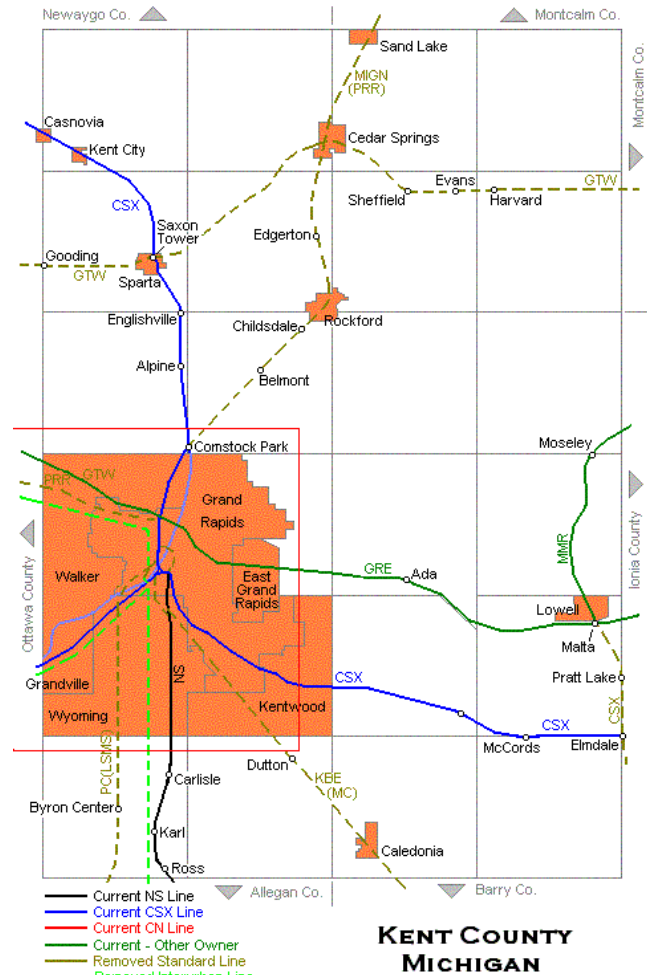 Newaygo Co.
Montcalm Co.
Sand Lake
MIGN
(PRR)
Montcalm Co.
Casnovia
Kent City
Cedar Springs
CSX
Saxon
Tower
Evans
GTW
Sheffield
Harvard
Edgerton
Gooding
GTW
Sparta
Englishville
Childsdale
Rockford
Alpine
Belmont
Comstock Park
Moseley
PRR
GTW
Grand
Rapids
Ionia County
Ottawa County
Walker
GRE
Ada
MMR
East
Grand
Rapids
Lowell
Malta
Grandville
NS
CSX
Pratt Lake
Wyoming
Kentwood
CSX
CSX
McCords
Elmdale
PC(LSMS)
Dutton
Carlisle
KBE
(MC)
Byron Center
Karl
Caledonia
Ross
Allegan Co.
Barry Co.
Current NS Line
Current CSX Line
Current CN Line
Current - Other Owner
Removed Standard Line
Removed Interurban Line
KENT COUNTY
MICHIGAN